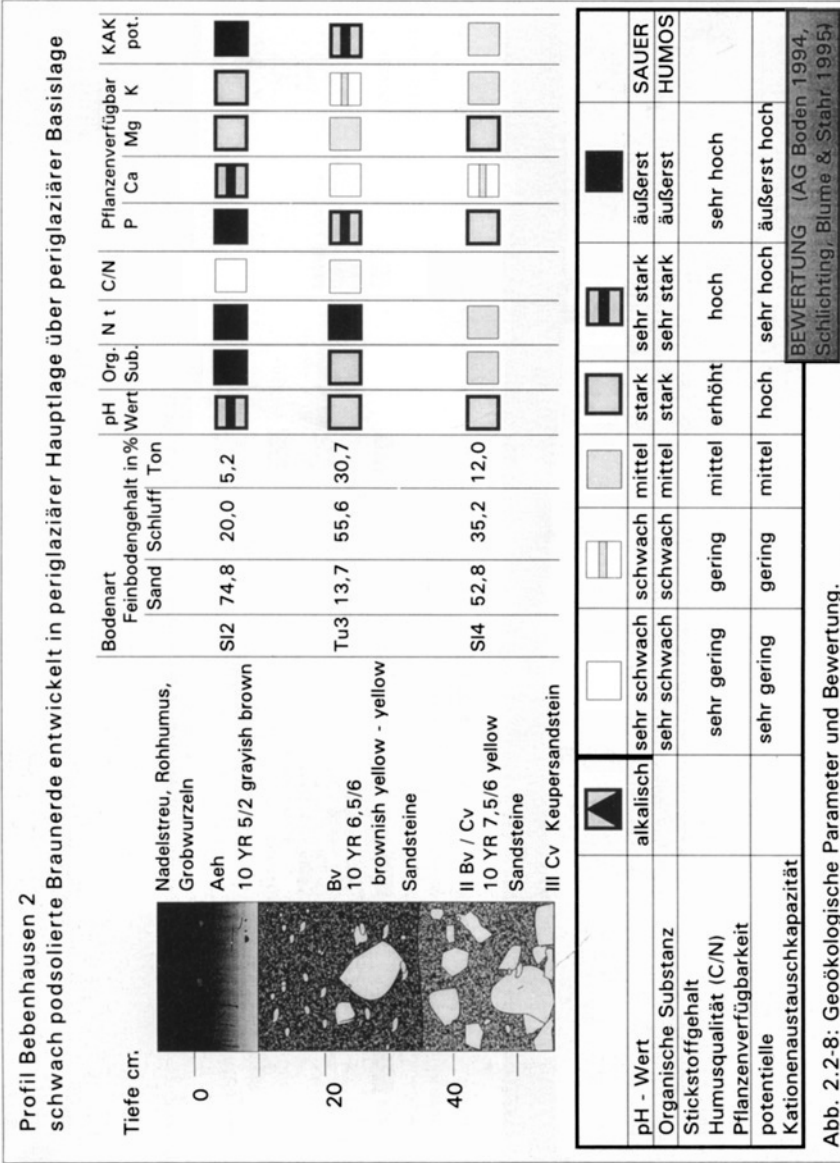 Profil Bebenhausen 2
schwach podsolierte Braunerde entwickelt in periglaziärer Hauptlage über periglaziärer Basislage
Tiefe cm.
0
20
40
Nadelstreu, Rohhumus,
Grobwurzeln
Aeh
10 YR 5/2 grayish brown
Bv
10 YR 6,5/6
brownish yellow - yellow
Sandsteine
II Bv / Cv
10 YR 7,5/6 yellow
Sandsteine
III Cv Keupersandstein
Bodenart
Feinbodengehalt in%
Sand Schluff Ton
pH Wert
Org. Sub.
N t
C/N
Pflanzenverfügbar
P Ca Mg K
KAK pot.
Sl2 74,8 20,0 5,2
Tu3 13,7 55,6 30,7
Sl4 52,8 35,2 12,0
pH - Wert alkalisch sehr schwach schwach mittel stark sehr stark äußerst SAUER
Organische Substanz sehr schwach schwach mittel stark sehr stark äußerst HUMOS
Stickstoffgehalt
Humusqualität (C/N) sehr gering gering mittel erhöht hoch sehr hoch
Pflanzenverfügbarkeit
potentielle sehr gering gering mittel hoch sehr hoch äußerst hoch
Kationenaustauschkapazität
BEWERTUNG (AG Boden 1994,
Schlichting, Blume & Stahr 1995)
Abb. 2.2-8: Geoökologische Parameter und Bewertung.